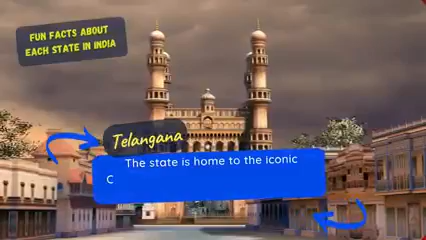 FUN FACTS ABOUT
EACH STATE IN INDIA
Telangana
The state is home to the iconic
C